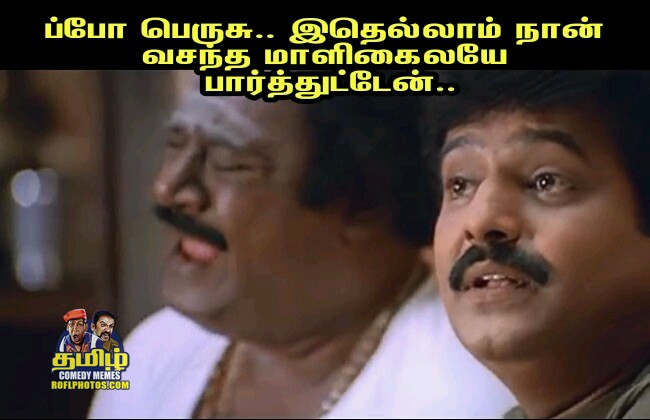 ப்போ பெருசு.. இதெல்லாம் நான்
வசந்த மாளிகைலயே
பார்த்துட்டேன்..
தமிழ்
COMEDY MEMES
ROFLPHOTOS.COM